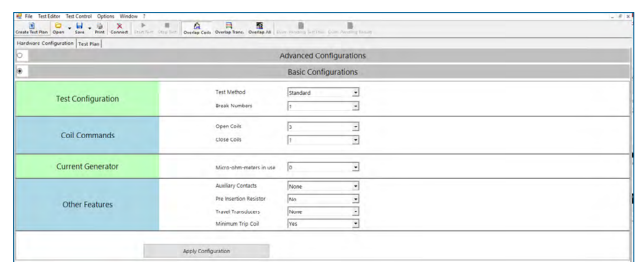 File Test Editor Test Control Options Window ?
Create Test Plan Open Save Print Connect Start Test Stop Test Overlap Coils Overlap Trans. Overlap All
Hardware Configuration Test Plan
Advanced Configurations
Basic Configurations
Test Configuration
Test Method Standard
Break Numbers 1
Coil Commands
Open Coils 3
Close Coils 1
Current Generator
Micro-ohm-meters in use 0
Other Features
Auxiliary Contacts None
Pre Insertion Resistor No
Travel Transducers None
Minimum Trip Coil Yes
Apply Configuration